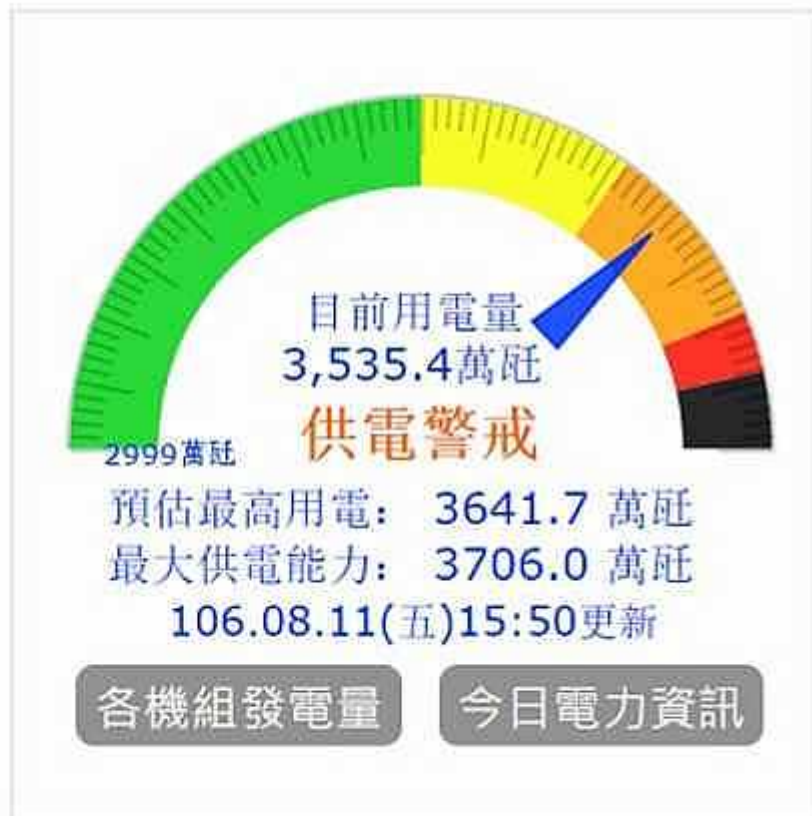 目前用電量
3,535.4萬瓩
供電警戒
2999萬瓩
預估最高用電： 3641.7 萬瓩
最大供電能力： 3706.0 萬瓩
106.08.11(五)15:50更新
各機組發電量 今日電力資訊